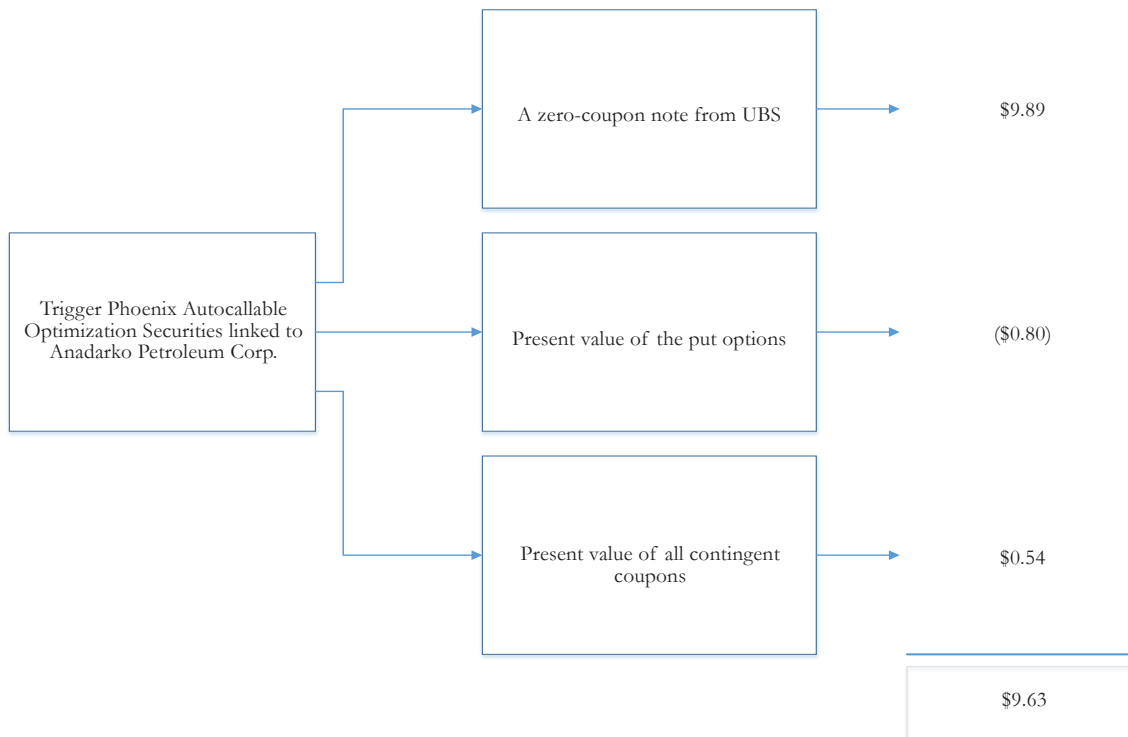 A zero-coupon note from UBS
$9.89
Trigger Phoenix Autocallable
Optimization Securities linked to
Anadarko Petroleum Corp.
Present value of the put options
($0.80)
Present value of all contingent
coupons
$0.54
$9.63